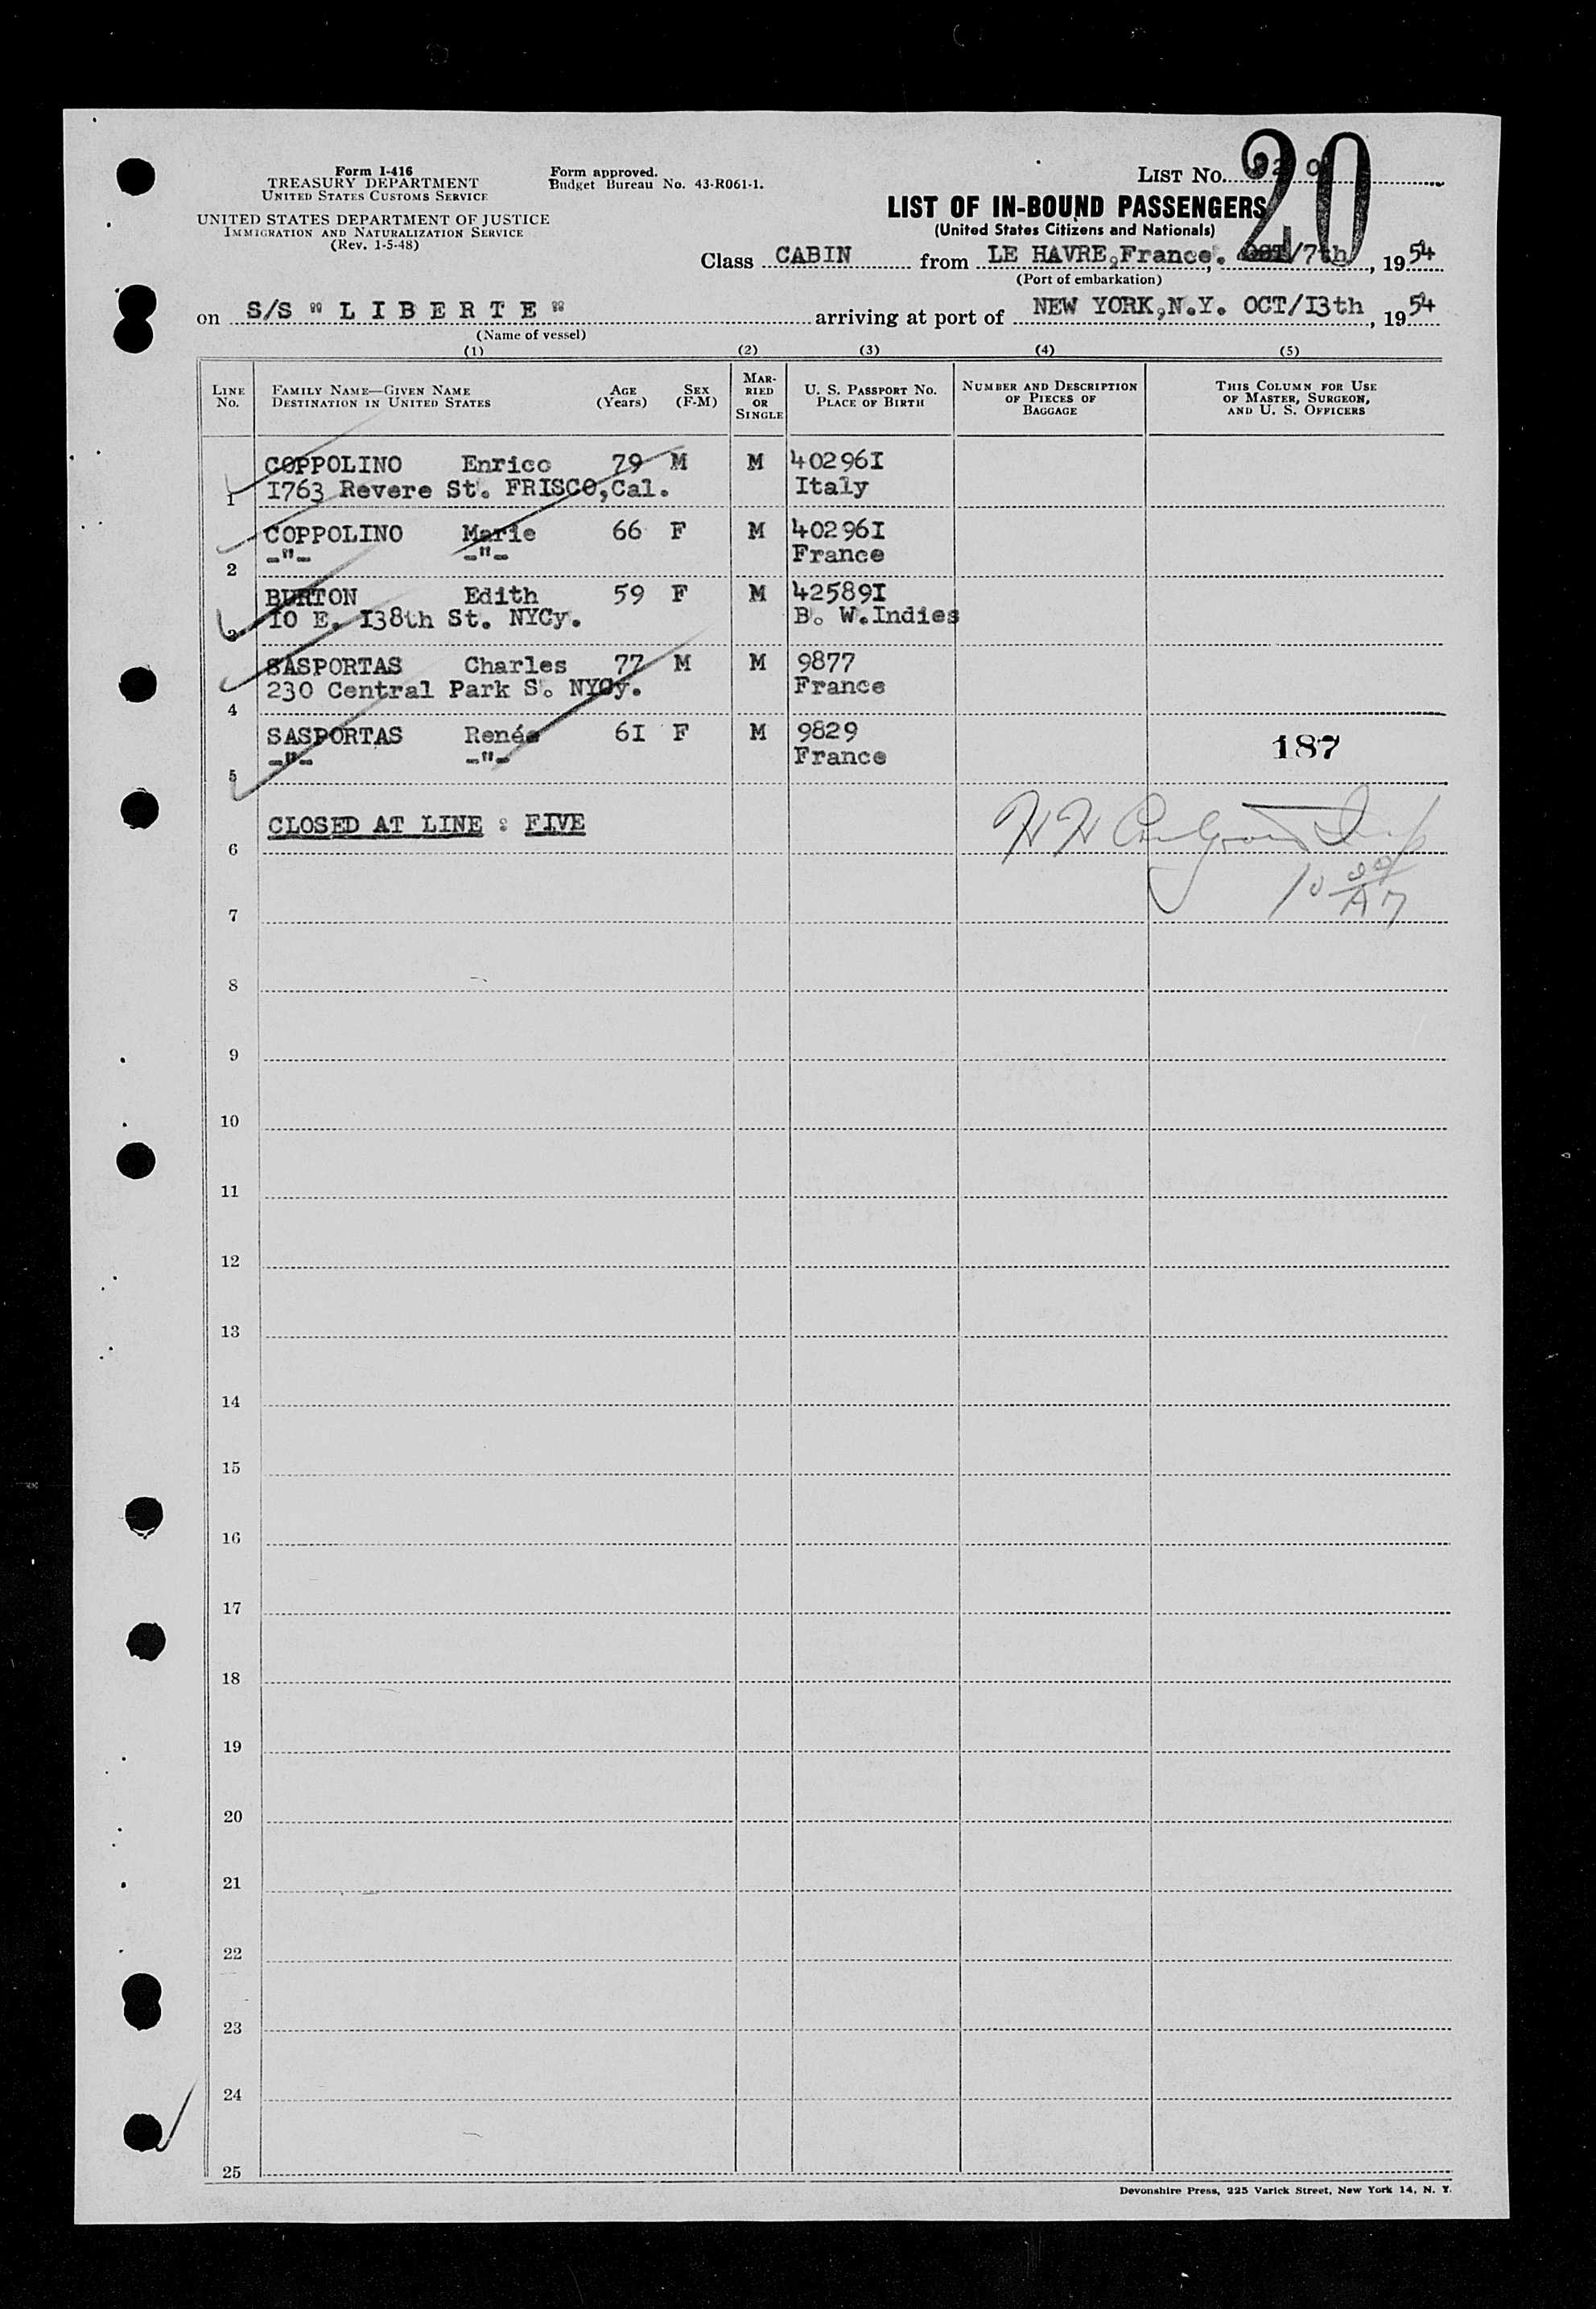 Form I-416
TREASURY DEPARTMENT
UNITED STATES CUSTOMS SERVICE
UNITED STATES DEPARTMENT OF JUSTICE
IMMIGRATION AND NATURALIZATION SERVICE
(Rev. 1-5-48)
Form approved.
Budget Bureau No. 43-R061-1.
LIST NO.
20
LIST OF IN-BOUND PASSENGERS
(United States Citizens and Nationals)
Class CABIN from LE HAVRE,France,. OCT/7th, 1954
(Port of embarkation)
on S/S " L I B E R T E " arriving at port of NEW YORK,N.Y. OCT/I3th, 1954
(Name of vessel)
(1) (2) (3) (4) (5)
LINE NO. FAMILY NAME—GIVEN NAME DESTINATION IN UNITED STATES AGE (Years) SEX (F-M) MARRIED OR SINGLE U. S. PASSPORT NO. PLACE OF BIRTH NUMBER AND DESCRIPTION OF PIECES OF BAGGAGE THIS COLUMN FOR USE OF MASTER, SURGEON, AND U. S. OFFICERS
COPPOLINO Enrico 79 M M 40296I
1 I763 Revere St. FRISCO,Cal. Italy
COPPOLINO Marie 66 F M 40296I
2 -"- -"- France
BURTON Edith 59 F M 42589I
3 IO E. I38th St. NYCy. B. W.Indies
SASPORTAS Charles 77 M M 9877
4 230 Central Park S. NYCy. France
SASPORTAS Renée 6I F M 9829
5 -"- -"- France
187
CLOSED AT LINE : FIVE
6
7
8
9
10
11
12
13
14
15
16
17
18
19
20
21
22
23
24
25
Devonshire Press, 225 Varick Street, New York 14, N. Y.